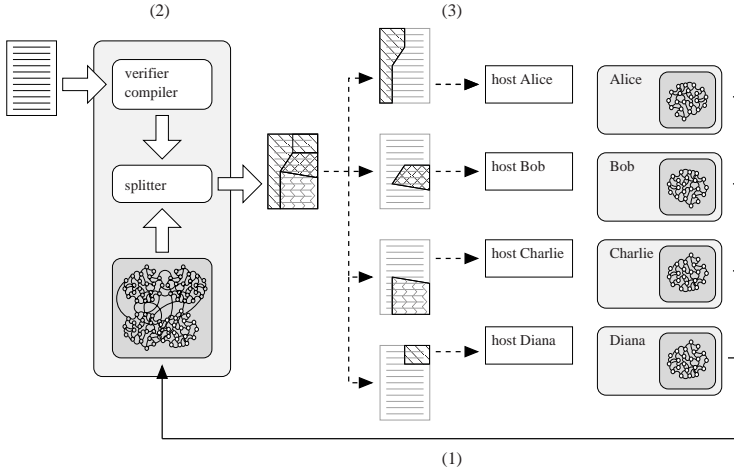 (2)
(3)
verifier
compiler
splitter
host Alice
Alice
host Bob
Bob
host Charlie
Charlie
host Diana
Diana
(1)